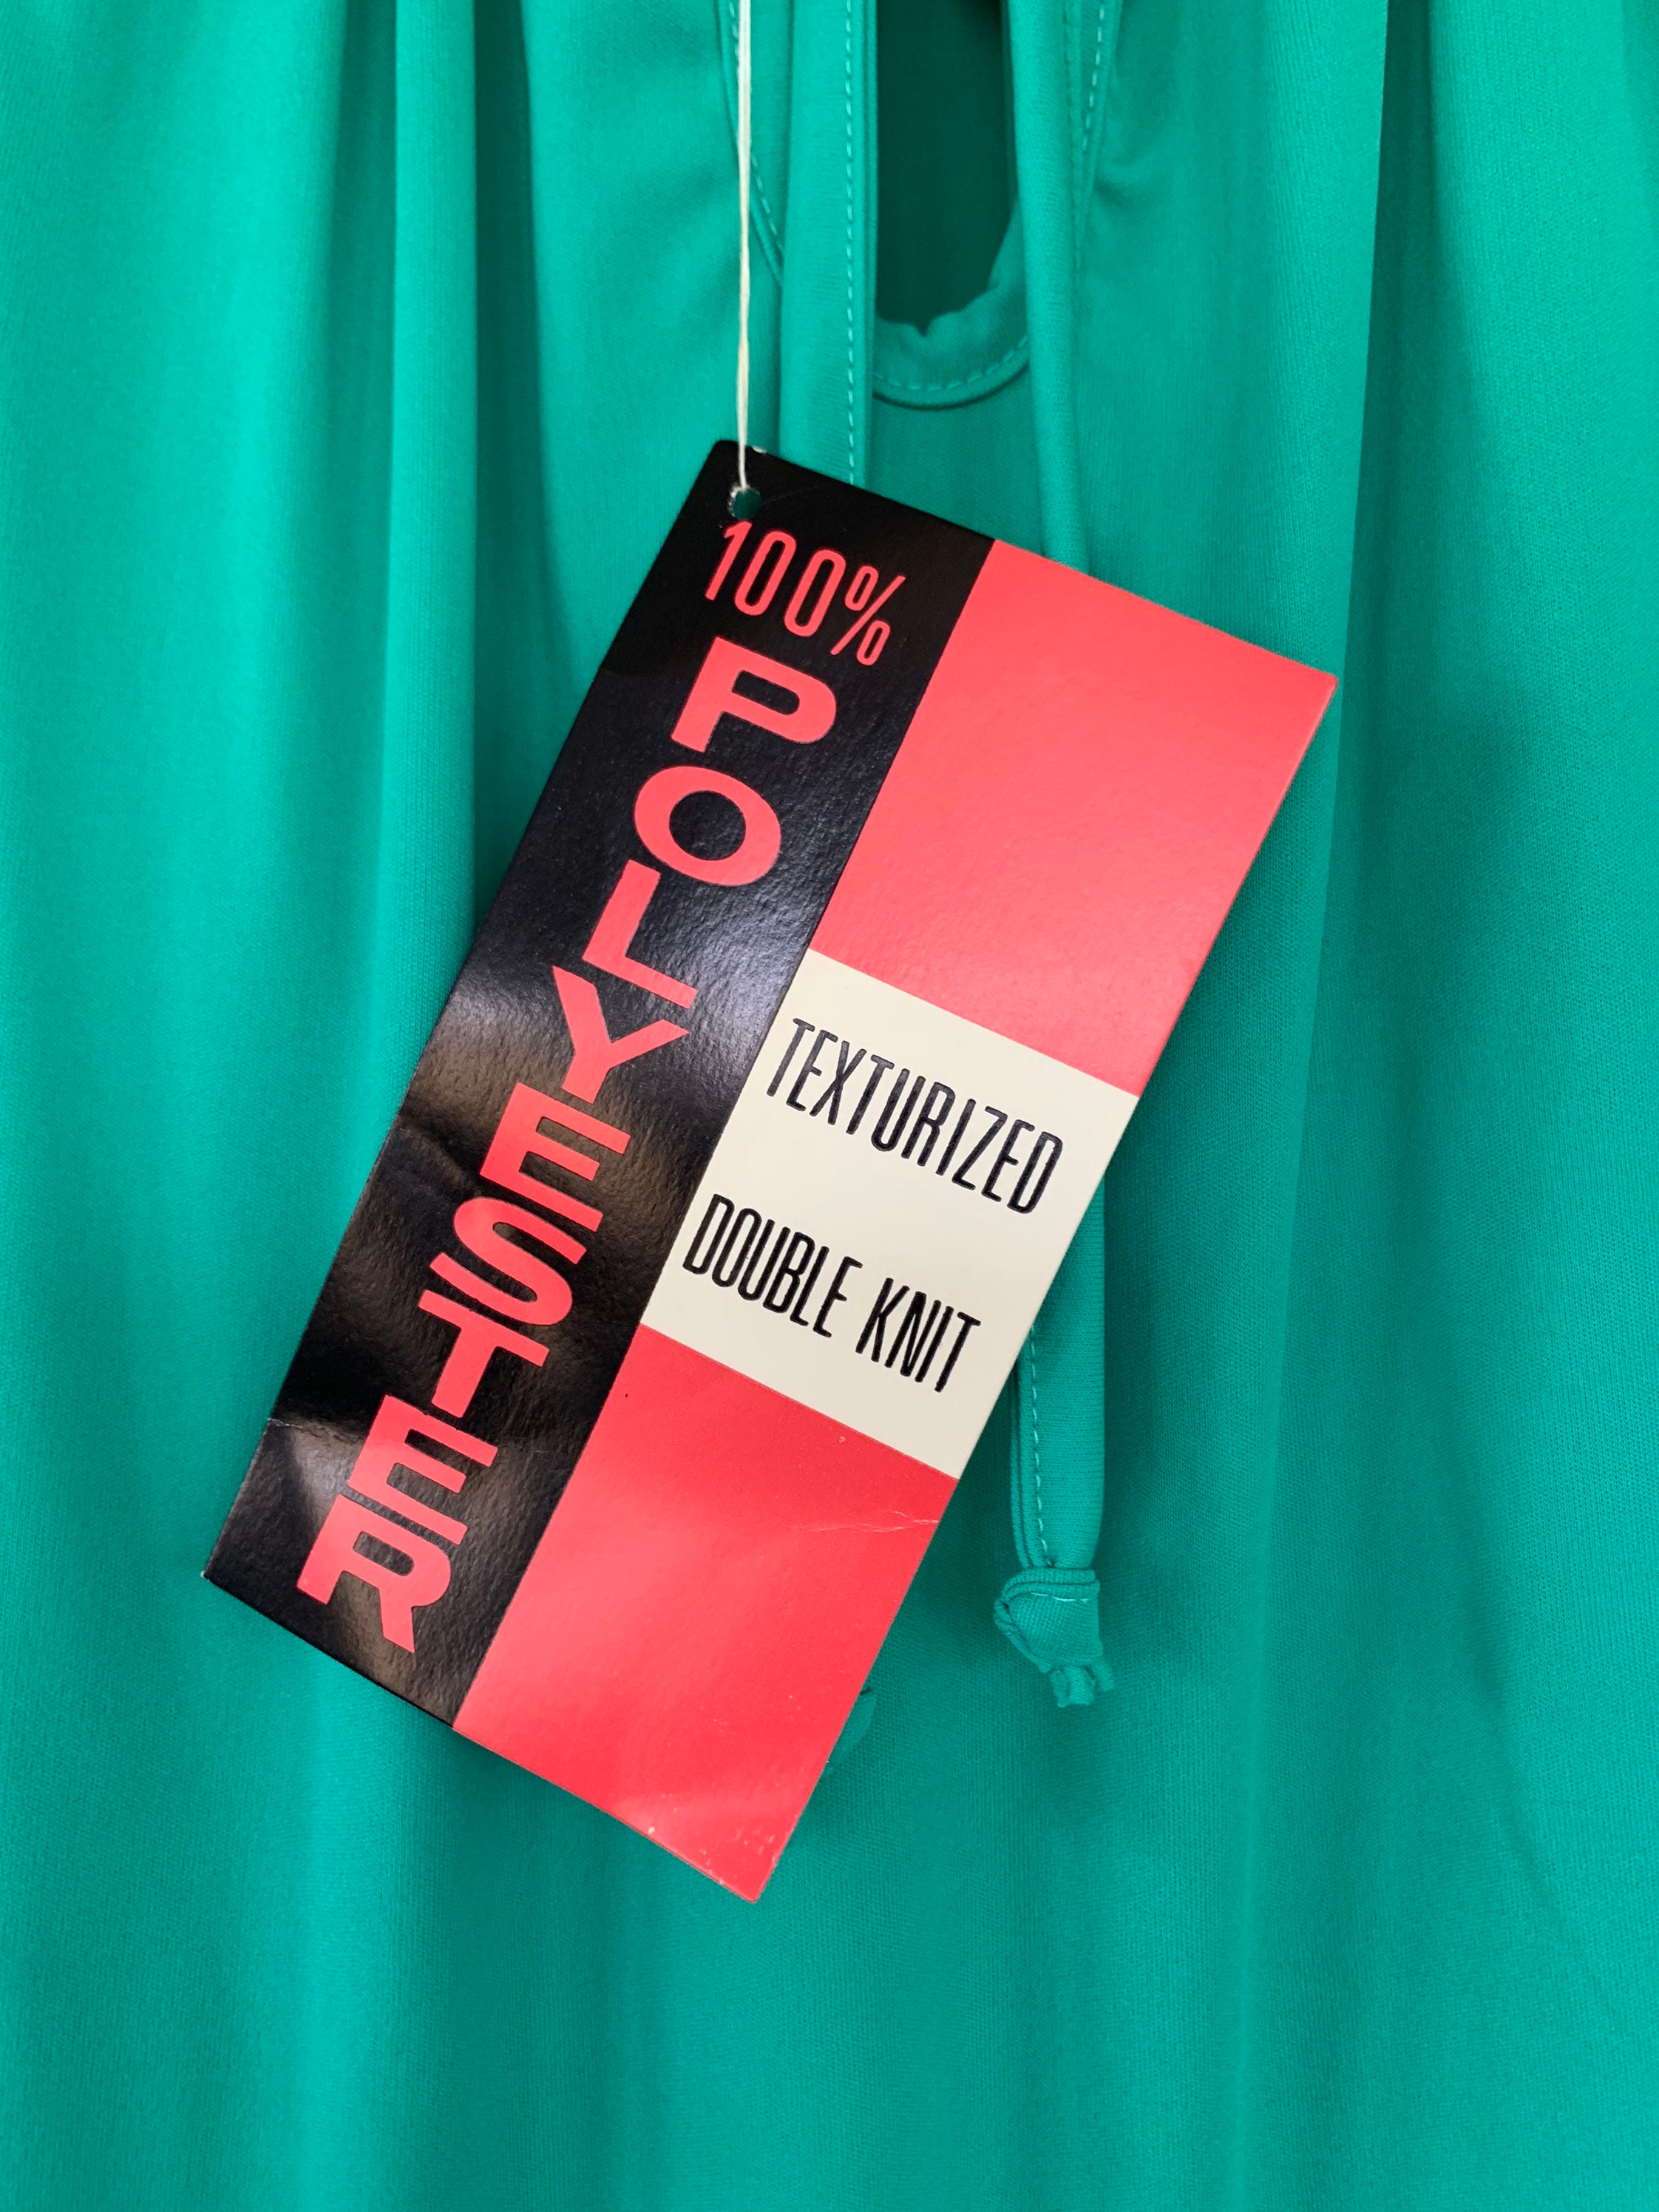 100%
POLYESTER
TEXTURIZED
DOUBLE KNIT